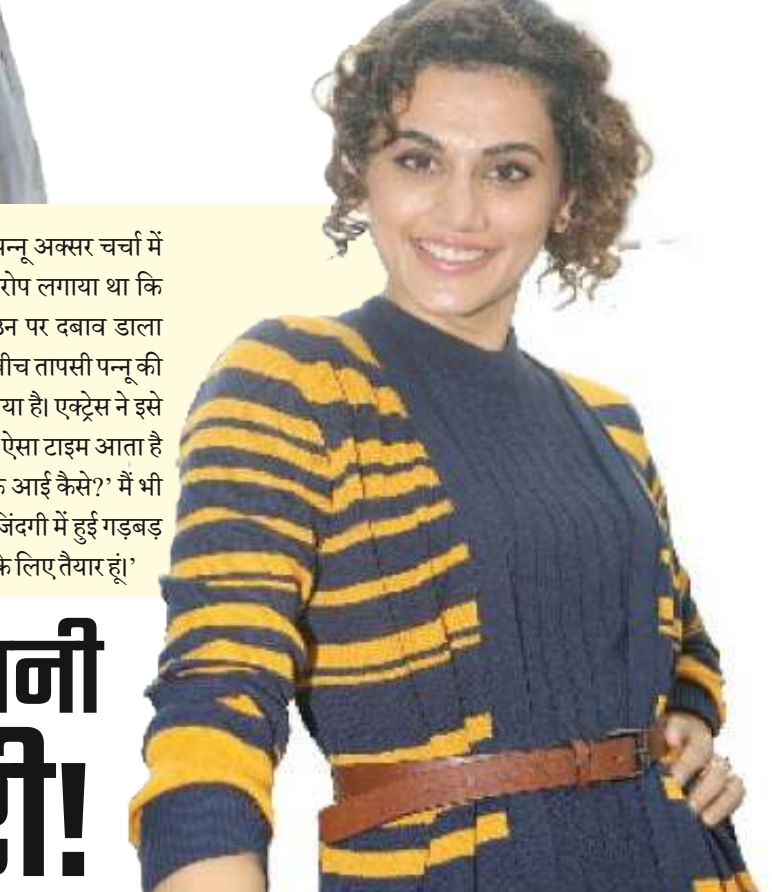 पन्नू अक्सर चर्चा में
रोप लगाया था कि
उन पर दबाव डाला
बीच तापसी पन्नू की
या है। एक्ट्रेस ने इसे
ऐसा टाइम आता है
आई कैसे?’ मैं भी
जिंदगी में हुई गड़बड़
के लिए तैयार हूं।’
नी
री!